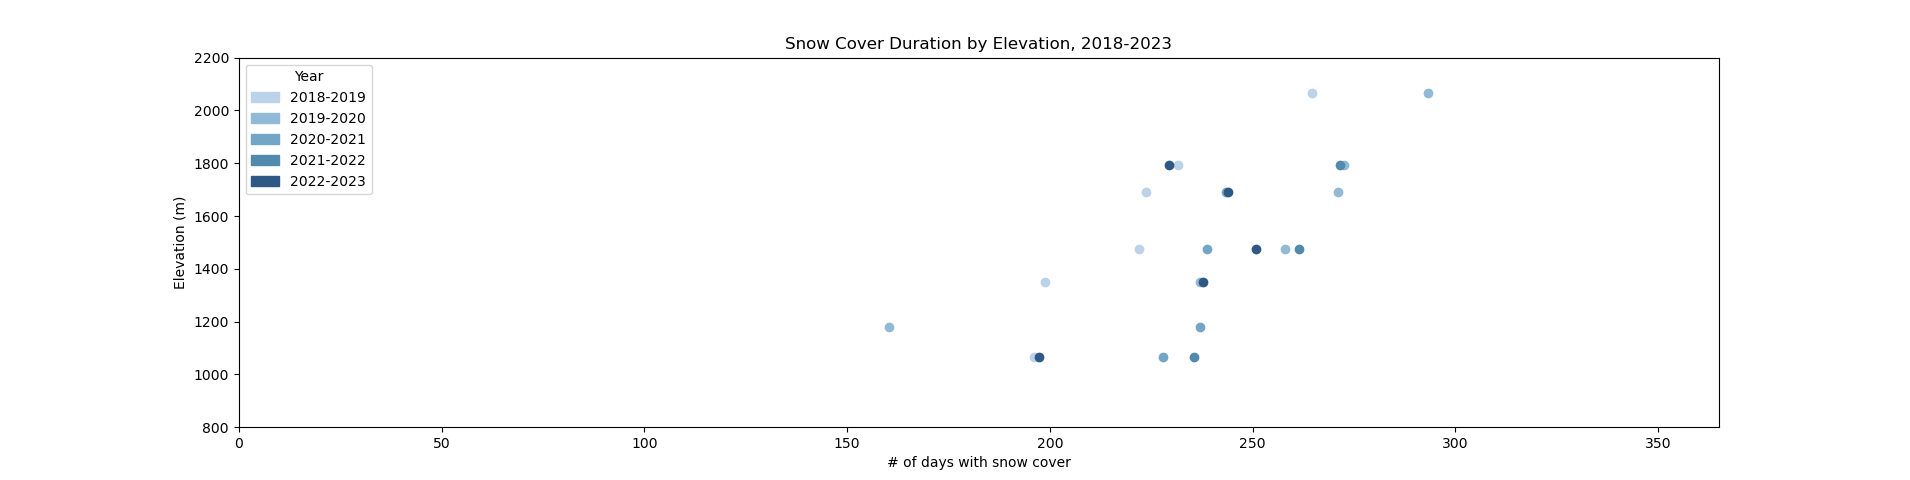 Snow Cover Duration by Elevation, 2018-2023
2200
2000
1800
1600
1400
1200
1000
800
Elevation (m)
Year
2018-2019
2019-2020
2020-2021
2021-2022
2022-2023
0 50 100 150 200 250 300 350
# of days with snow cover